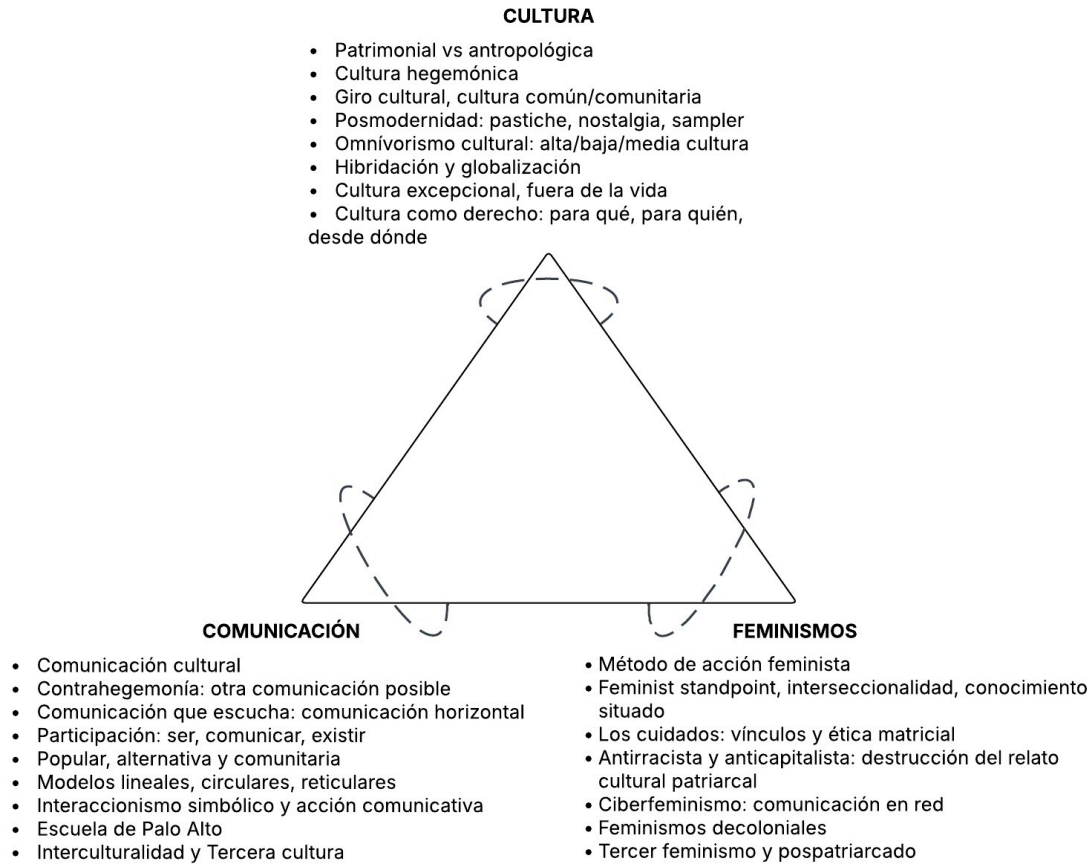 CULTURA
• Patrimonial vs antropológica
• Cultura hegemónica
• Giro cultural, cultura común/comunitaria
• Posmodernidad: pastiche, nostalgia, sampler
• Omnívorismo cultural: alta/baja/media cultura
• Hibridación y globalización
• Cultura excepcional, fuera de la vida
• Cultura como derecho: para qué, para quién,
desde dónde
COMUNICACIÓN
• Comunicación cultural
• Contrahegemonía: otra comunicación posible
• Comunicación que escucha: comunicación horizontal
• Participación: ser, comunicar, existir
• Popular, alternativa y comunitaria
• Modelos lineales, circulares, reticulares
• Interaccionismo simbólico y acción comunicativa
• Escuela de Palo Alto
• Interculturalidad y Tercera cultura
FEMINISMOS
• Método de acción feminista
• Feminist standpoint, interseccionalidad, conocimiento
situado
• Los cuidados: vínculos y ética matricial
• Antirracista y anticapitalista: destrucción del relato
cultural patriarcal
• Ciberfeminismo: comunicación en red
• Feminismos decoloniales
• Tercer feminismo y pospatriarcado